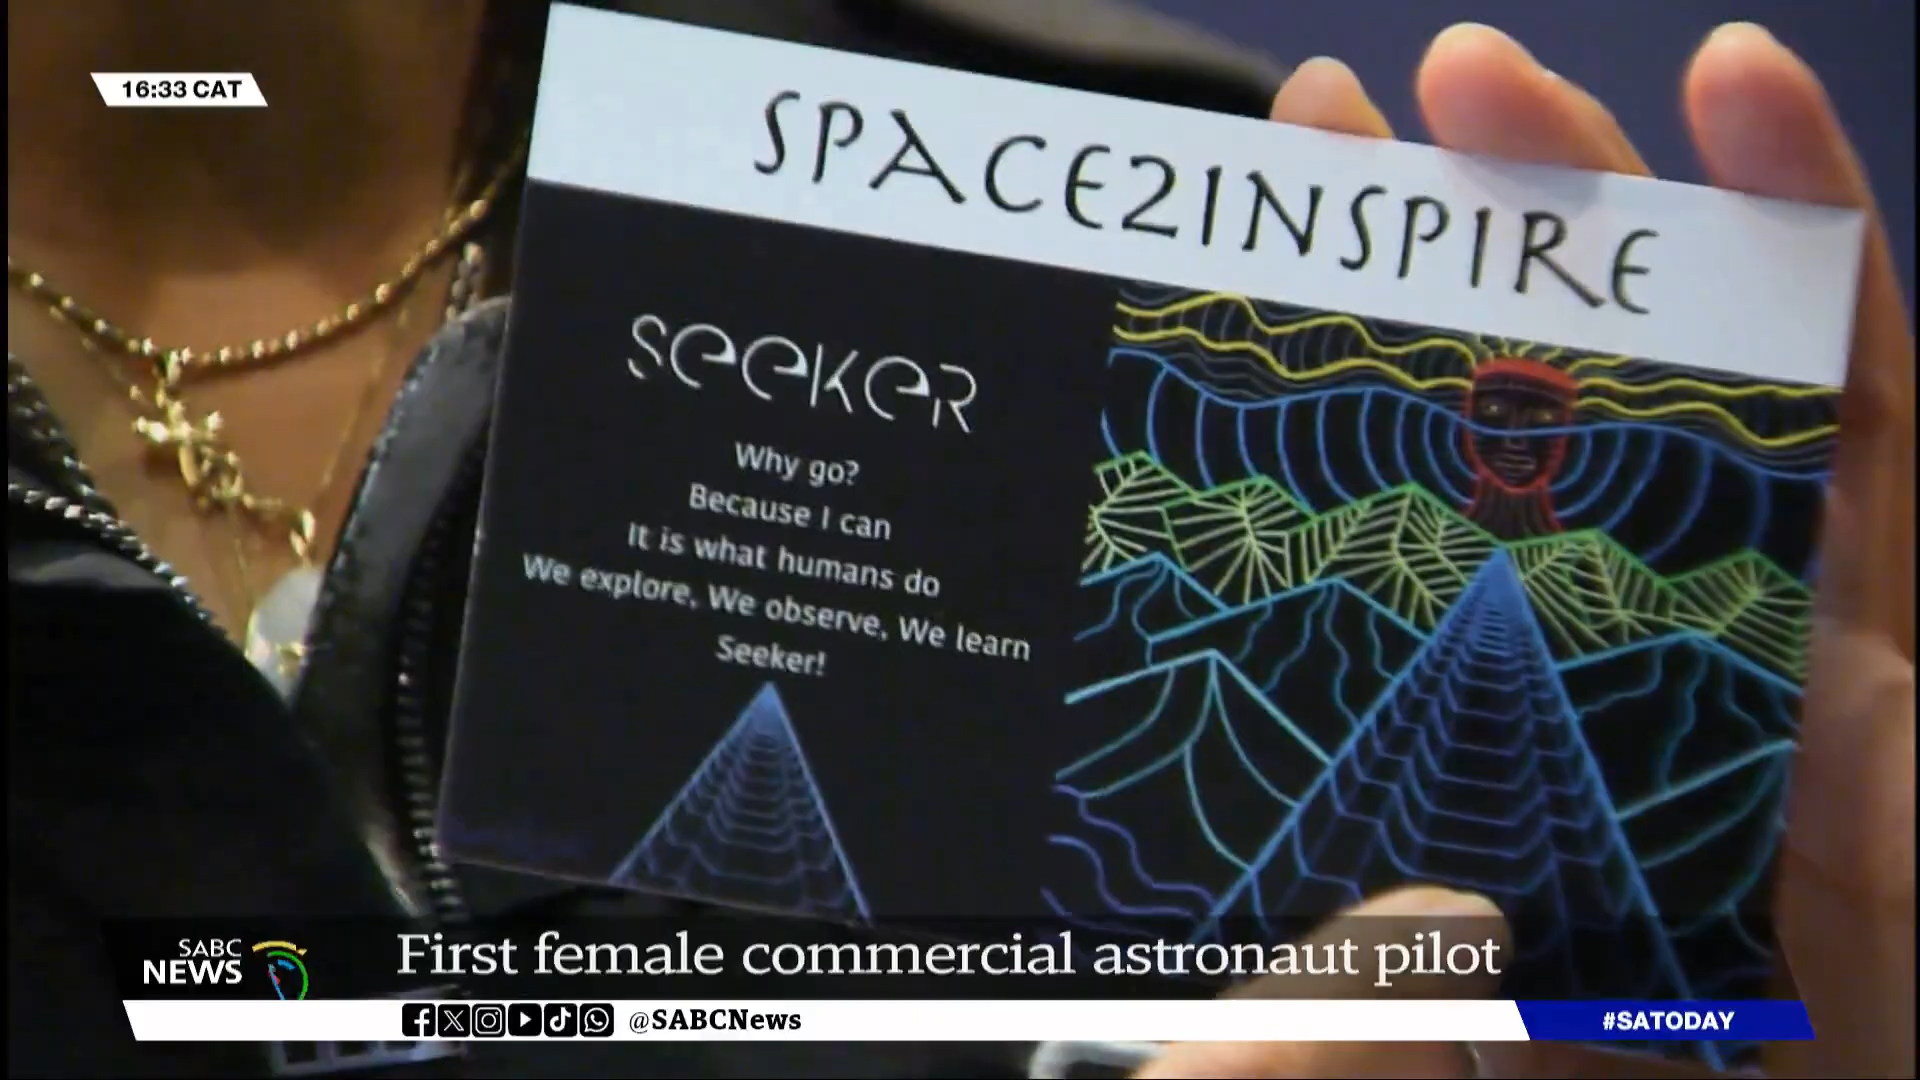 16:33 CAT
SPACE2INSPIRE
SEEKER
Why go?
Because I can
It is what humans do
We explore, We observe, We learn
Seeker!
SABC
NEWS
First female commercial astronaut pilot
@SABCNews
#SATODAY